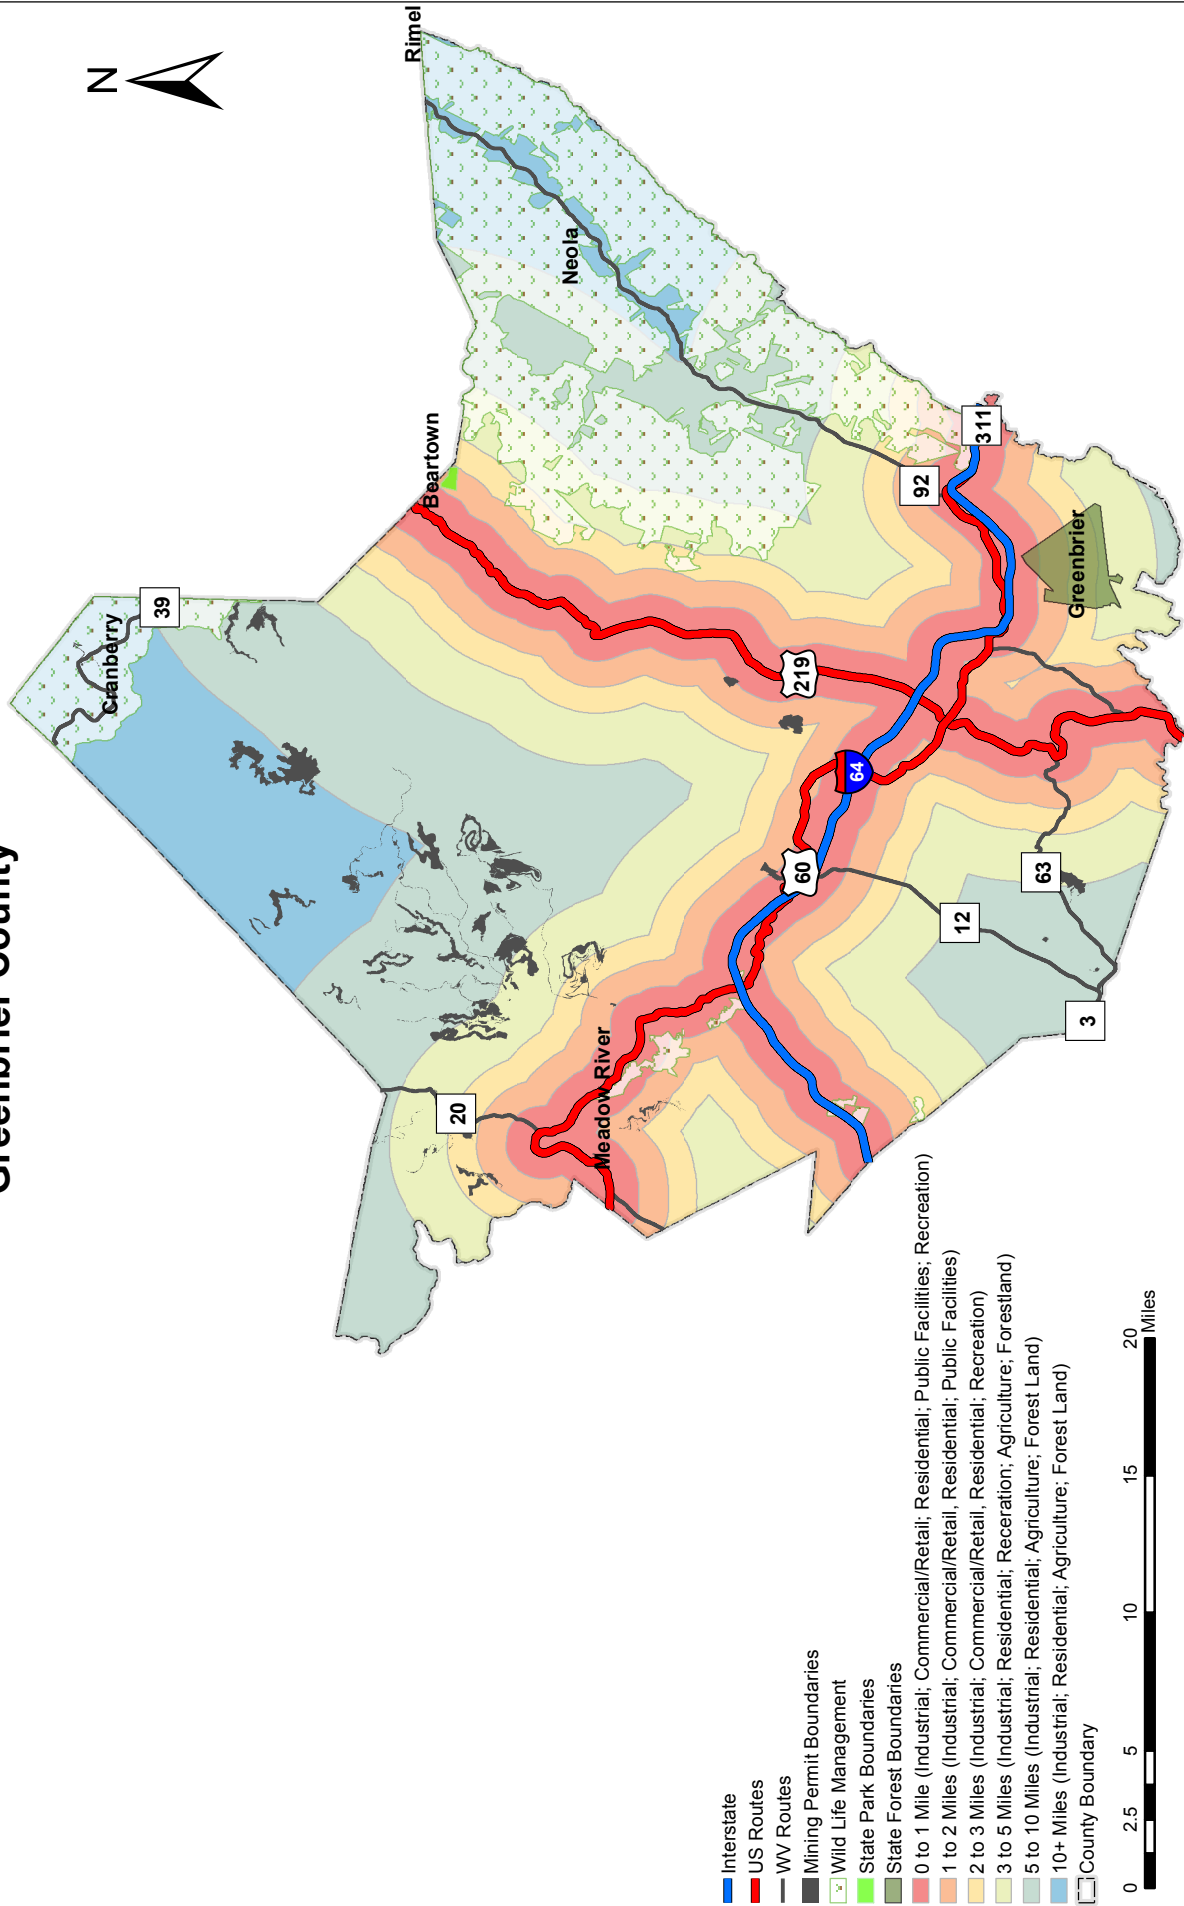 Greenbrier County
N
Rimel
Neola
Beartown
39
Cranberry
311
92
Greenbrier
219
64
60
63
12
3
20
Meadow River
Interstate
US Routes
WV Routes
Mining Permit Boundaries
Wild Life Management
State Park Boundaries
State Forest Boundaries
0 to 1 Mile (Industrial; Commercial/Retail; Residential; Public Facilities; Recreation)
1 to 2 Miles (Industrial; Commercial/Retail, Residential; Public Facilities)
2 to 3 Miles (Industrial; Commercial/Retail, Residential; Recreation)
3 to 5 Miles (Industrial; Residential; Receration; Agriculture; Forestland)
5 to 10 Miles (Industrial; Residential; Agriculture; Forest Land)
10+ Miles (Industrial; Residential; Agriculture; Forest Land)
County Boundary
0 2.5 5 10 15 20
Miles